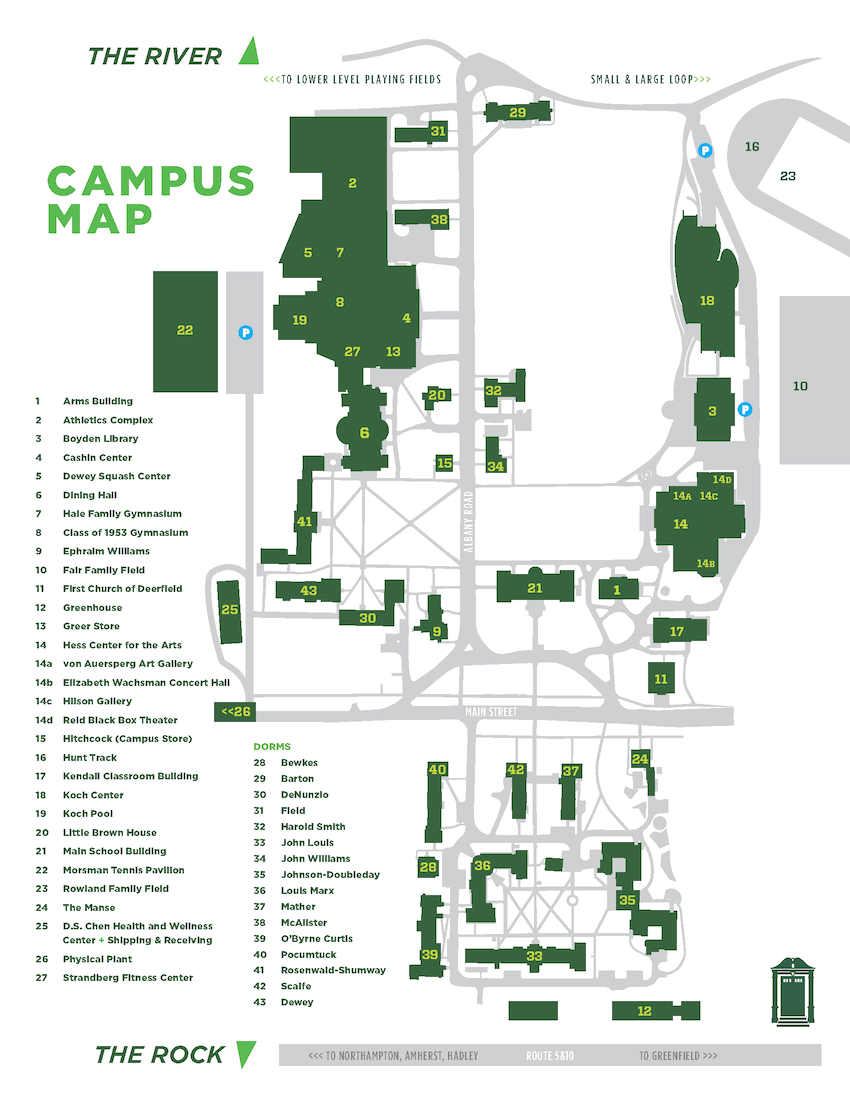 THE RIVER
<<<TO LOWER LEVEL PLAYING FIELDS
SMALL & LARGE LOOP>>>
CAMPUS
MAP
29
31
16
P
23
2
38
5
7
18
8
19
4
22
P
27
13
10
20
32
3
P
6
15
34
14D
14A
14C
41
14
ALBANY ROAD
14B
43
21
1
25
30
9
17
11
<<26
MAIN STREET
24
40
42
37
28
36
35
39
33
12
1 Arms Building
2 Athletics Complex
3 Boyden Library
4 Cashin Center
5 Dewey Squash Center
6 Dining Hall
7 Hale Family Gymnasium
8 Class of 1953 Gymnasium
9 Ephraim Williams
10 Fair Family Field
11 First Church of Deerfield
12 Greenhouse
13 Greer Store
14 Hess Center for the Arts
14a von Auersperg Art Gallery
14b Elizabeth Wachsman Concert Hall
14c Hilson Gallery
14d Reid Black Box Theater
15 Hitchcock (Campus Store)
16 Hunt Track
17 Kendall Classroom Building
18 Koch Center
19 Koch Pool
20 Little Brown House
21 Main School Building
22 Morsman Tennis Pavilion
23 Rowland Family Field
24 The Manse
25 D.S. Chen Health and Wellness
Center + Shipping & Receiving
26 Physical Plant
27 Strandberg Fitness Center
DORMS
28 Bewkes
29 Barton
30 DeNunzio
31 Field
32 Harold Smith
33 John Louis
34 John Williams
35 Johnson-Doubleday
36 Louis Marx
37 Mather
38 McAlister
39 O'Byrne Curtis
40 Pocumtuck
41 Rosenwald-Shumway
42 Scaife
43 Dewey
THE ROCK
<<< TO NORTHAMPTON, AMHERST, HADLEY
ROUTE 5&10
TO GREENFIELD >>>